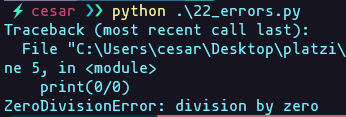 cesar ❯❯ python .\22_errors.py
Traceback (most recent call last):
File "C:\Users\cesar\Desktop\platzi\
ne 5, in <module>
print(0/0)
ZeroDivisionError: division by zero